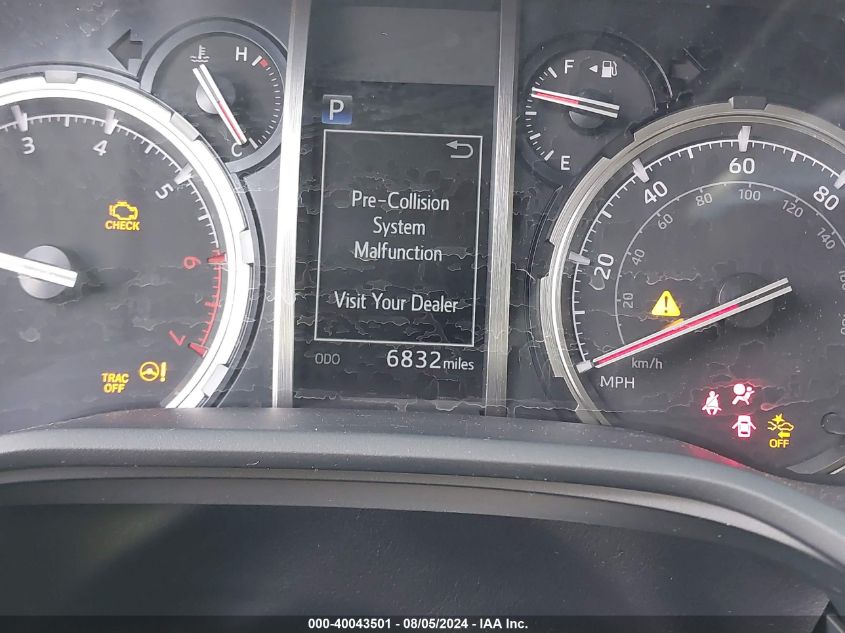 H
C
P
Pre-Collision
System
Malfunction
Visit Your Dealer
ODO 6832 miles
3 4 5 6 7
CHECK
TRAC
OFF
F
E
20 40 60 80
20 40 60 80 100 120 140
km/h
MPH
OFF
000-40043501 - 08/05/2024 - IAA Inc.